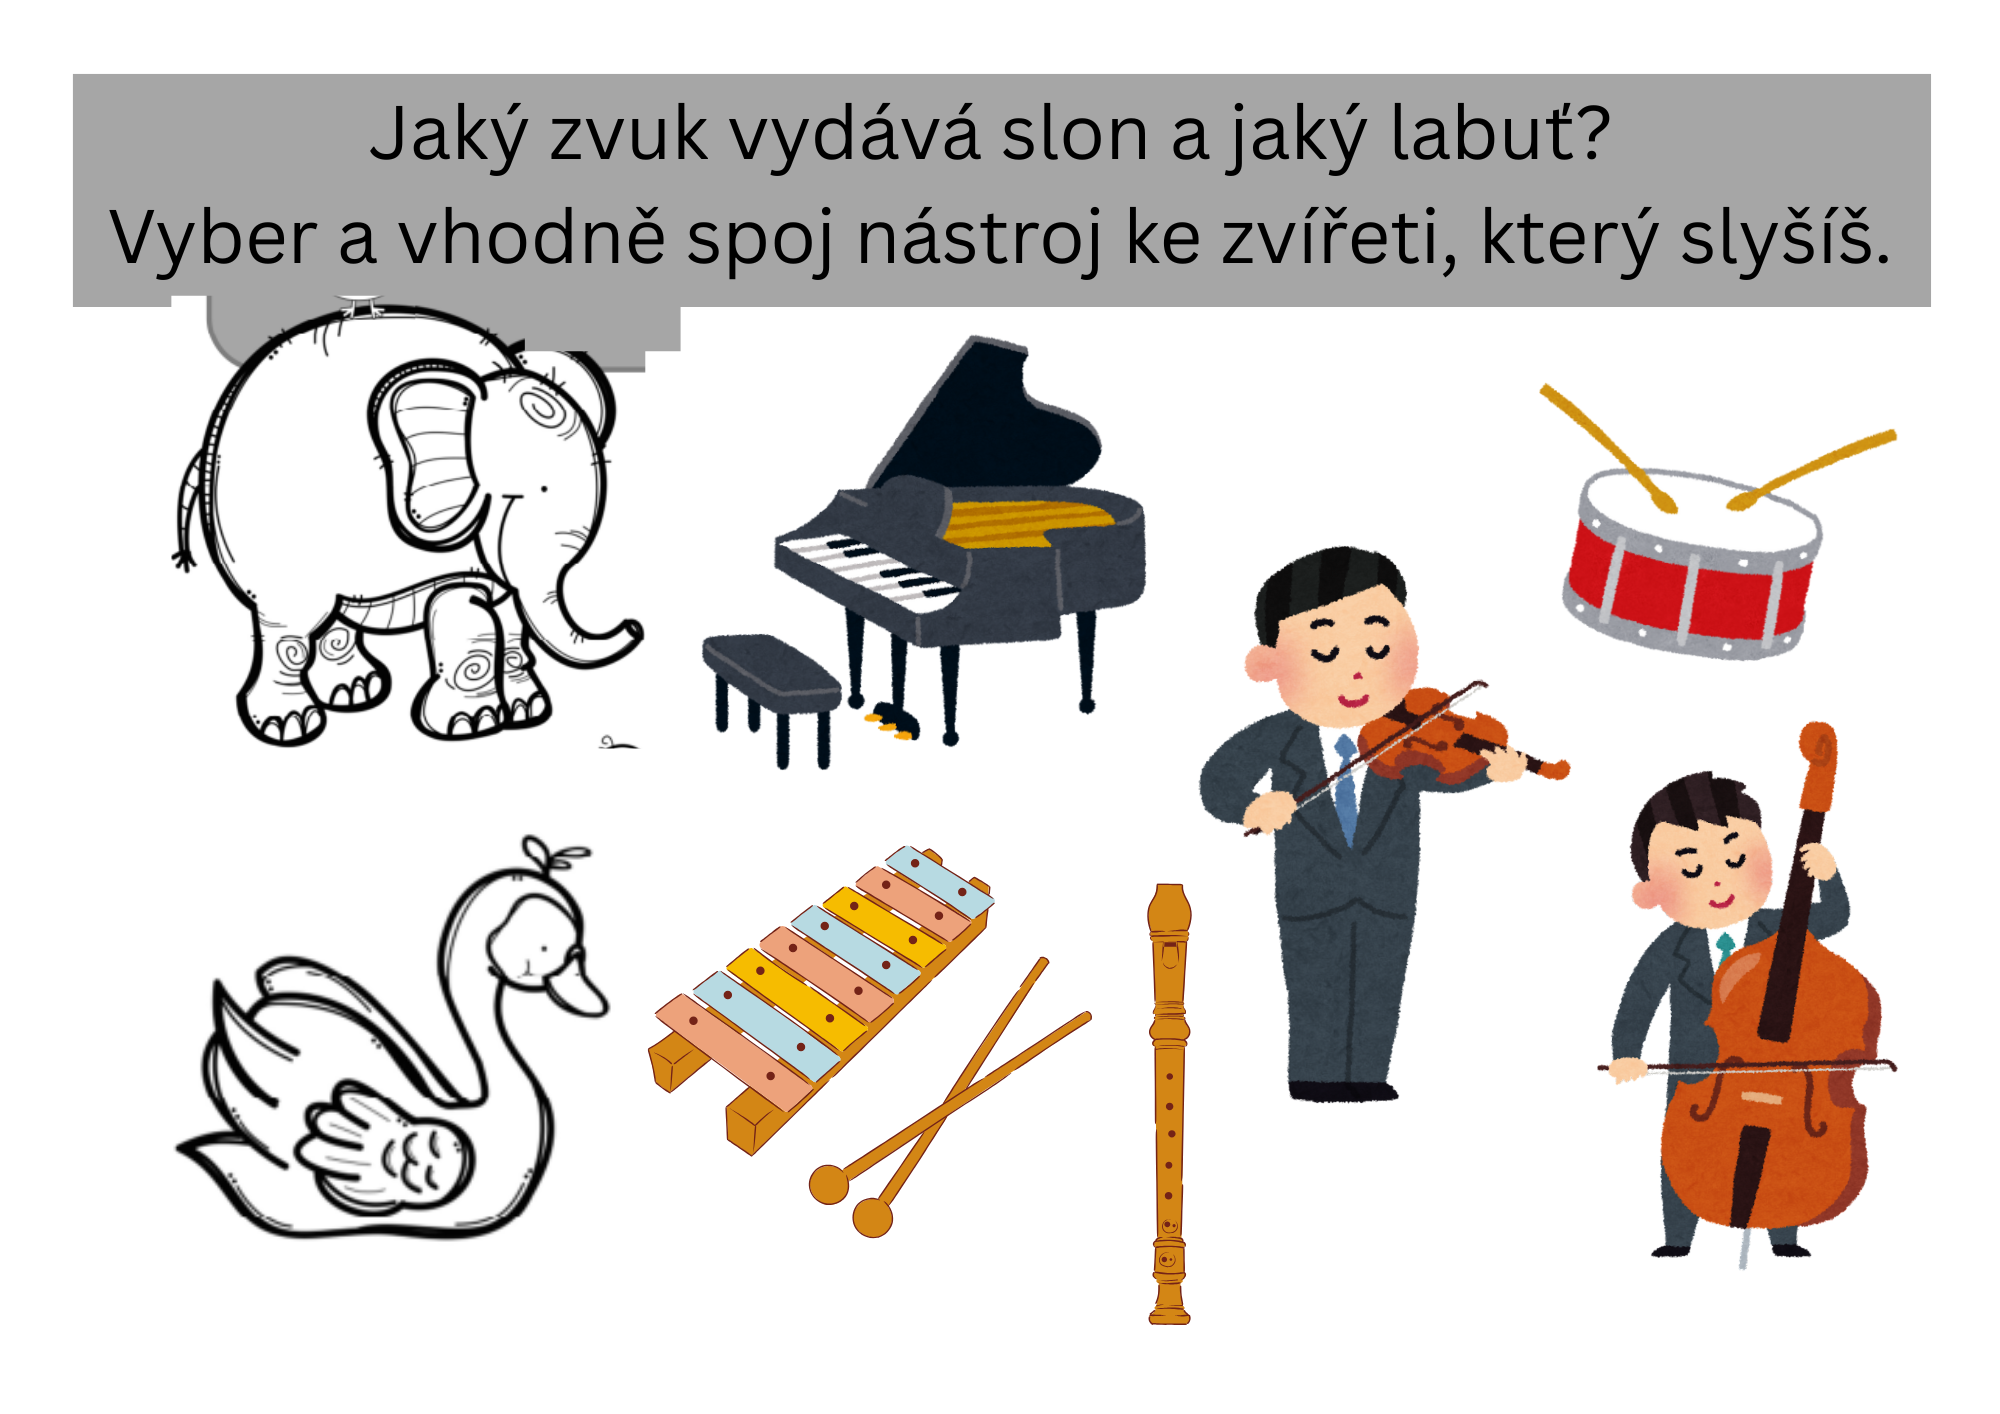 Jaký zvuk vydává slon a jaký labuť?
Vyber a vhodně spoj nástroj ke zvířeti, který slyšíš.